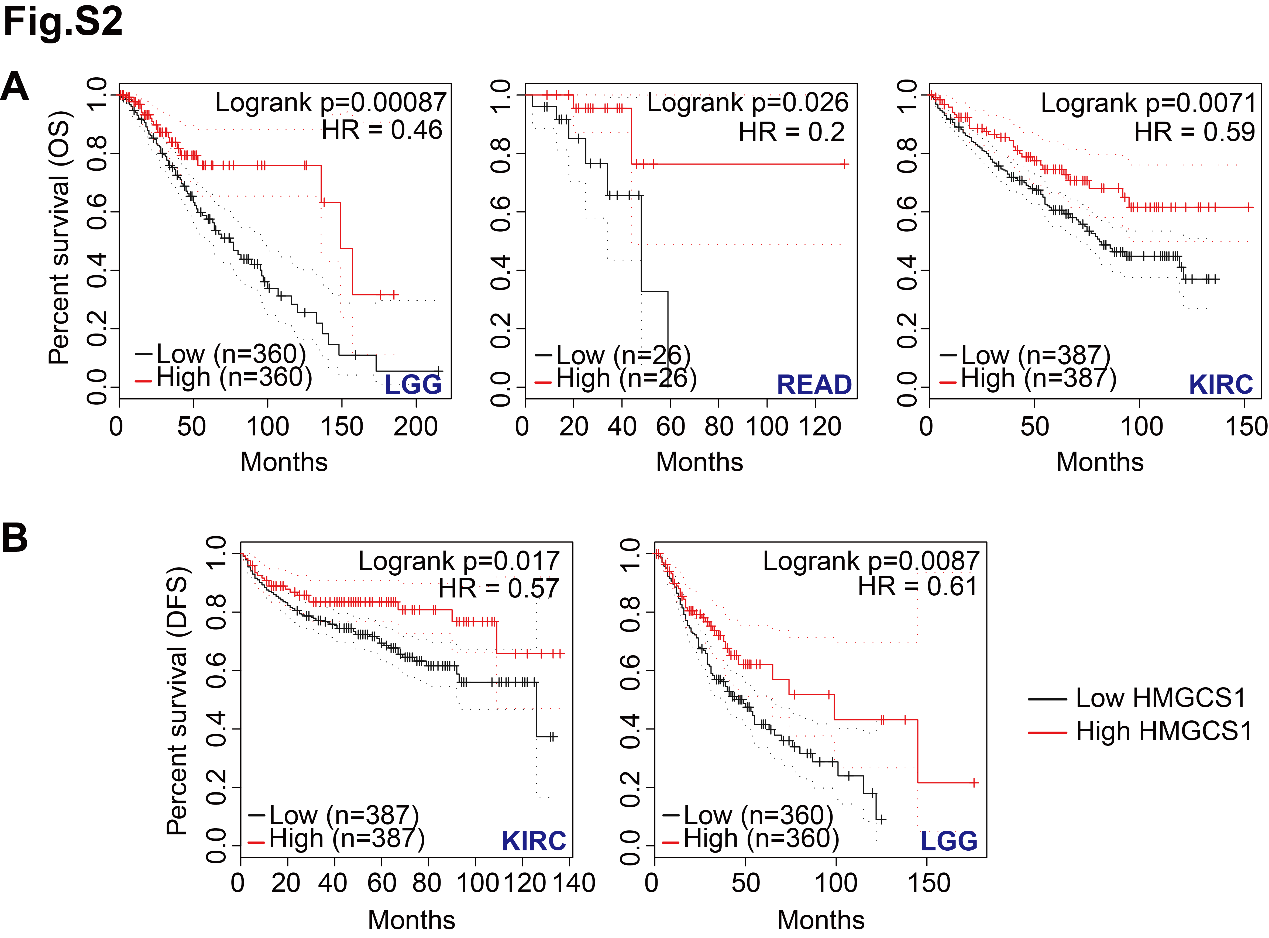 Fig.S2
A
Percent survival (OS)
0.0 0.2 0.4 0.6 0.8 1.0
Logrank p=0.00087
HR = 0.46
Low (n=360)
High (n=360)
LGG
0 50 100 150 200
Months
0.0 0.2 0.4 0.6 0.8 1.0
Logrank p=0.026
HR = 0.2
Low (n=26)
High (n=26)
READ
0 20 40 60 80 100 120
Months
0.0 0.2 0.4 0.6 0.8 1.0
Logrank p=0.0071
HR = 0.59
Low (n=387)
High (n=387)
KIRC
0 50 100 150
Months
B
Percent survival (DFS)
0.0 0.2 0.4 0.6 0.8 1.0
Logrank p=0.017
HR = 0.57
Low (n=387)
High (n=387)
KIRC
0 20 40 60 80 100 120 140
Months
0.0 0.2 0.4 0.6 0.8 1.0
Logrank p=0.0087
HR = 0.61
Low (n=360)
High (n=360)
LGG
0 50 100 150
Months
Low HMGCS1
High HMGCS1